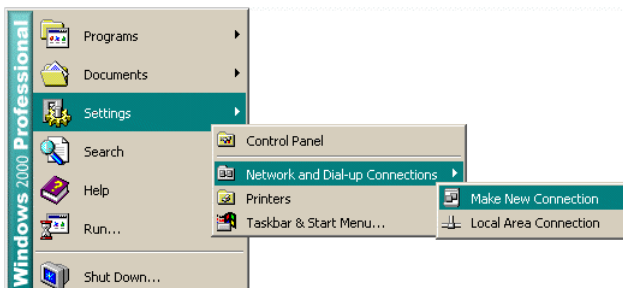 Windows 2000 Professional
Programs
Documents
Settings
Search
Help
Run...
Shut Down...
Control Panel
Network and Dial-up Connections
Printers
Taskbar & Start Menu...
Make New Connection
Local Area Connection